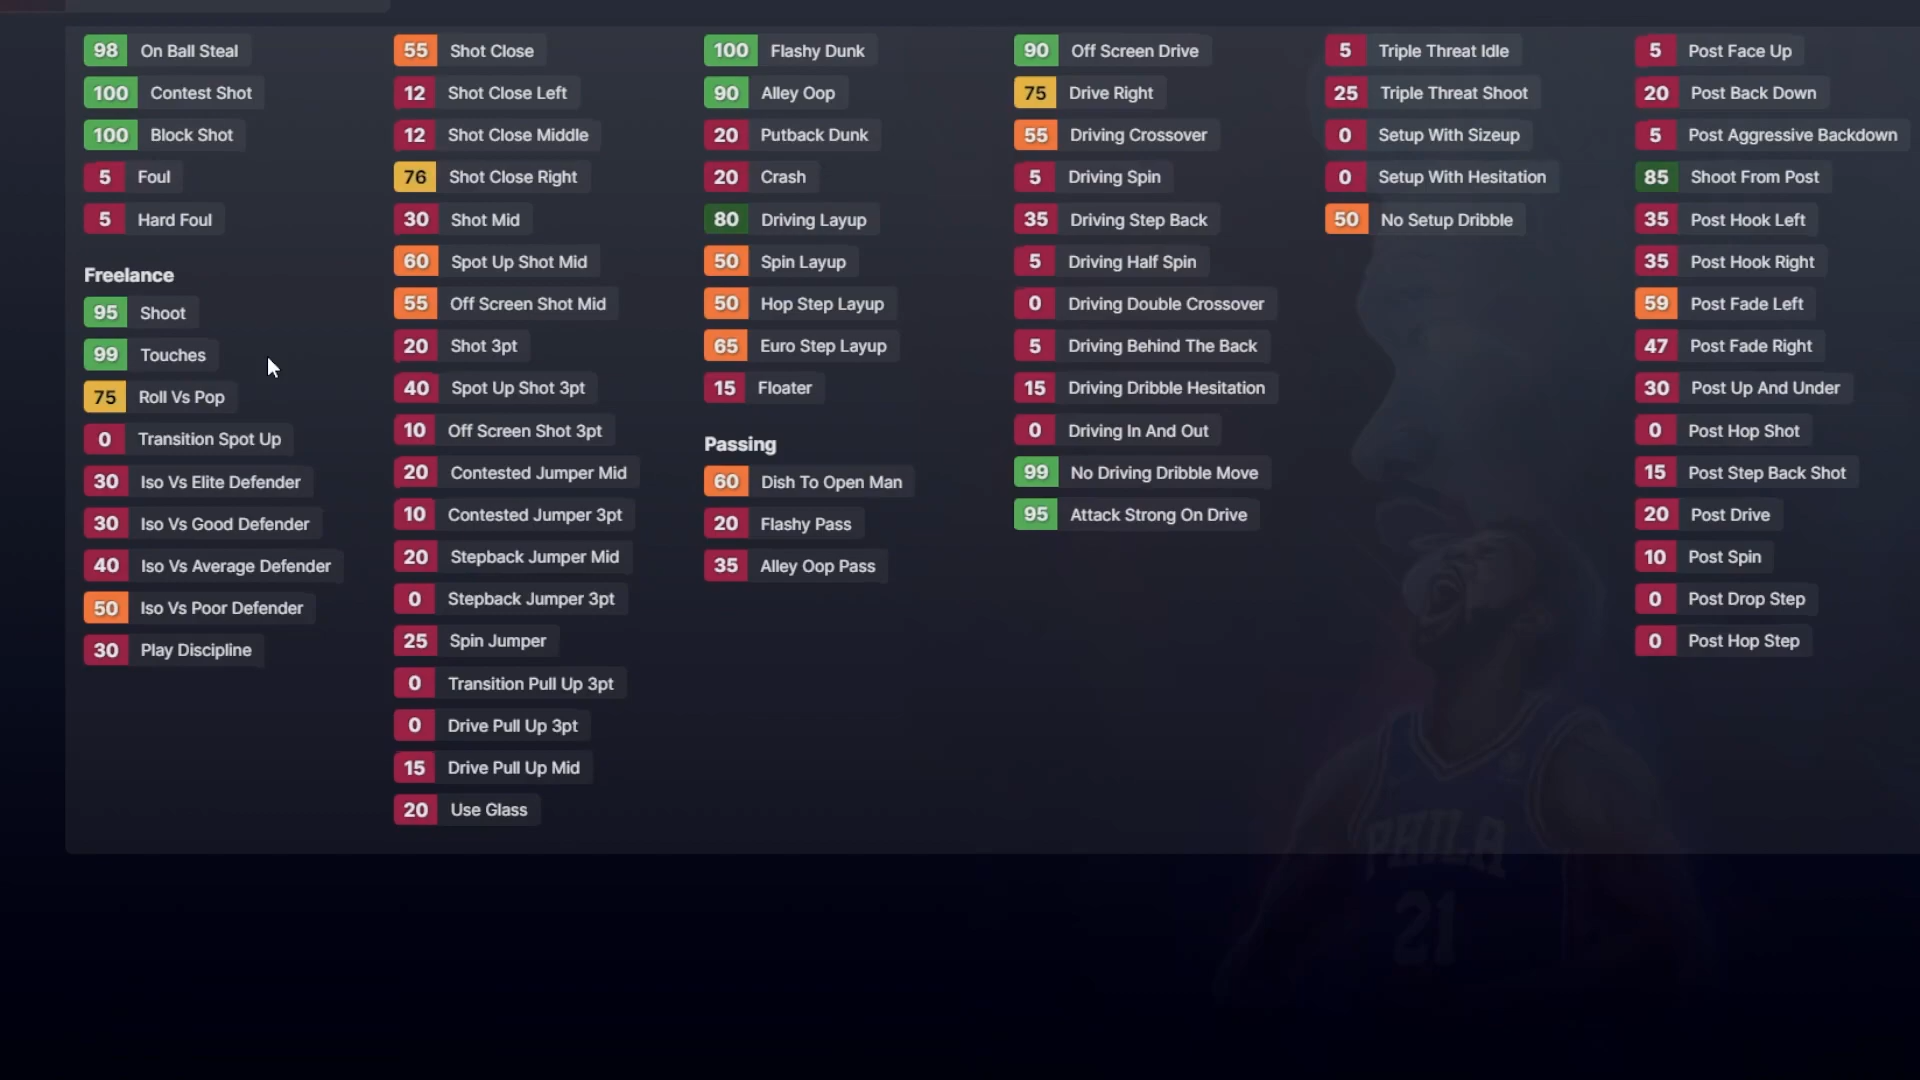 98 On Ball Steal
100 Contest Shot
100 Block Shot
5 Foul
5 Hard Foul
Freelance
95 Shoot
99 Touches
75 Roll Vs Pop
0 Transition Spot Up
30 Iso Vs Elite Defender
30 Iso Vs Good Defender
40 Iso Vs Average Defender
50 Iso Vs Poor Defender
30 Play Discipline
55 Shot Close
12 Shot Close Left
12 Shot Close Middle
76 Shot Close Right
30 Shot Mid
60 Spot Up Shot Mid
55 Off Screen Shot Mid
20 Shot 3pt
40 Spot Up Shot 3pt
10 Off Screen Shot 3pt
20 Contested Jumper Mid
10 Contested Jumper 3pt
20 Stepback Jumper Mid
0 Stepback Jumper 3pt
25 Spin Jumper
0 Transition Pull Up 3pt
0 Drive Pull Up 3pt
15 Drive Pull Up Mid
20 Use Glass
100 Flashy Dunk
90 Alley Oop
20 Putback Dunk
20 Crash
80 Driving Layup
50 Spin Layup
50 Hop Step Layup
65 Euro Step Layup
15 Floater
Passing
60 Dish To Open Man
20 Flashy Pass
35 Alley Oop Pass
90 Off Screen Drive
75 Drive Right
55 Driving Crossover
5 Driving Spin
35 Driving Step Back
5 Driving Half Spin
0 Driving Double Crossover
5 Driving Behind The Back
15 Driving Dribble Hesitation
0 Driving In And Out
99 No Driving Dribble Move
95 Attack Strong On Drive
5 Triple Threat Idle
25 Triple Threat Shoot
0 Setup With Sizeup
0 Setup With Hesitation
50 No Setup Dribble
5 Post Face Up
20 Post Back Down
5 Post Aggressive Backdown
85 Shoot From Post
35 Post Hook Left
35 Post Hook Right
59 Post Fade Left
47 Post Fade Right
30 Post Up And Under
0 Post Hop Shot
15 Post Step Back Shot
20 Post Drive
10 Post Spin
0 Post Drop Step
0 Post Hop Step
PHILA
21